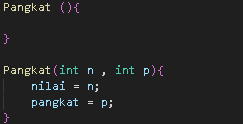 Pangkat (){
}
Pangkat(int n , int p){
nilai = n;
pangkat = p;
}